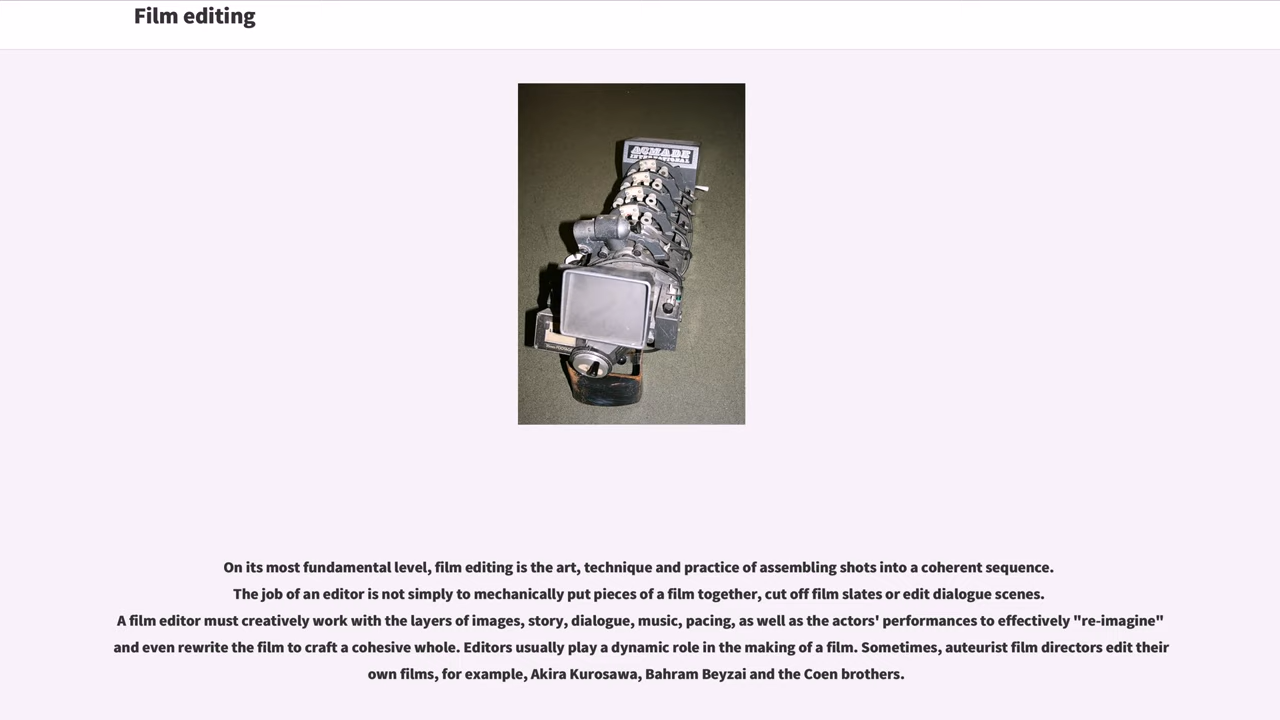 Film editing
ACMADE
INTERNATIONAL
On its most fundamental level, film editing is the art, technique and practice of assembling shots into a coherent sequence.
The job of an editor is not simply to mechanically put pieces of a film together, cut off film slates or edit dialogue scenes.
A film editor must creatively work with the layers of images, story, dialogue, music, pacing, as well as the actors' performances to effectively "re-imagine"
and even rewrite the film to craft a cohesive whole. Editors usually play a dynamic role in the making of a film. Sometimes, auteurist film directors edit their
own films, for example, Akira Kurosawa, Bahram Beyzai and the Coen brothers.